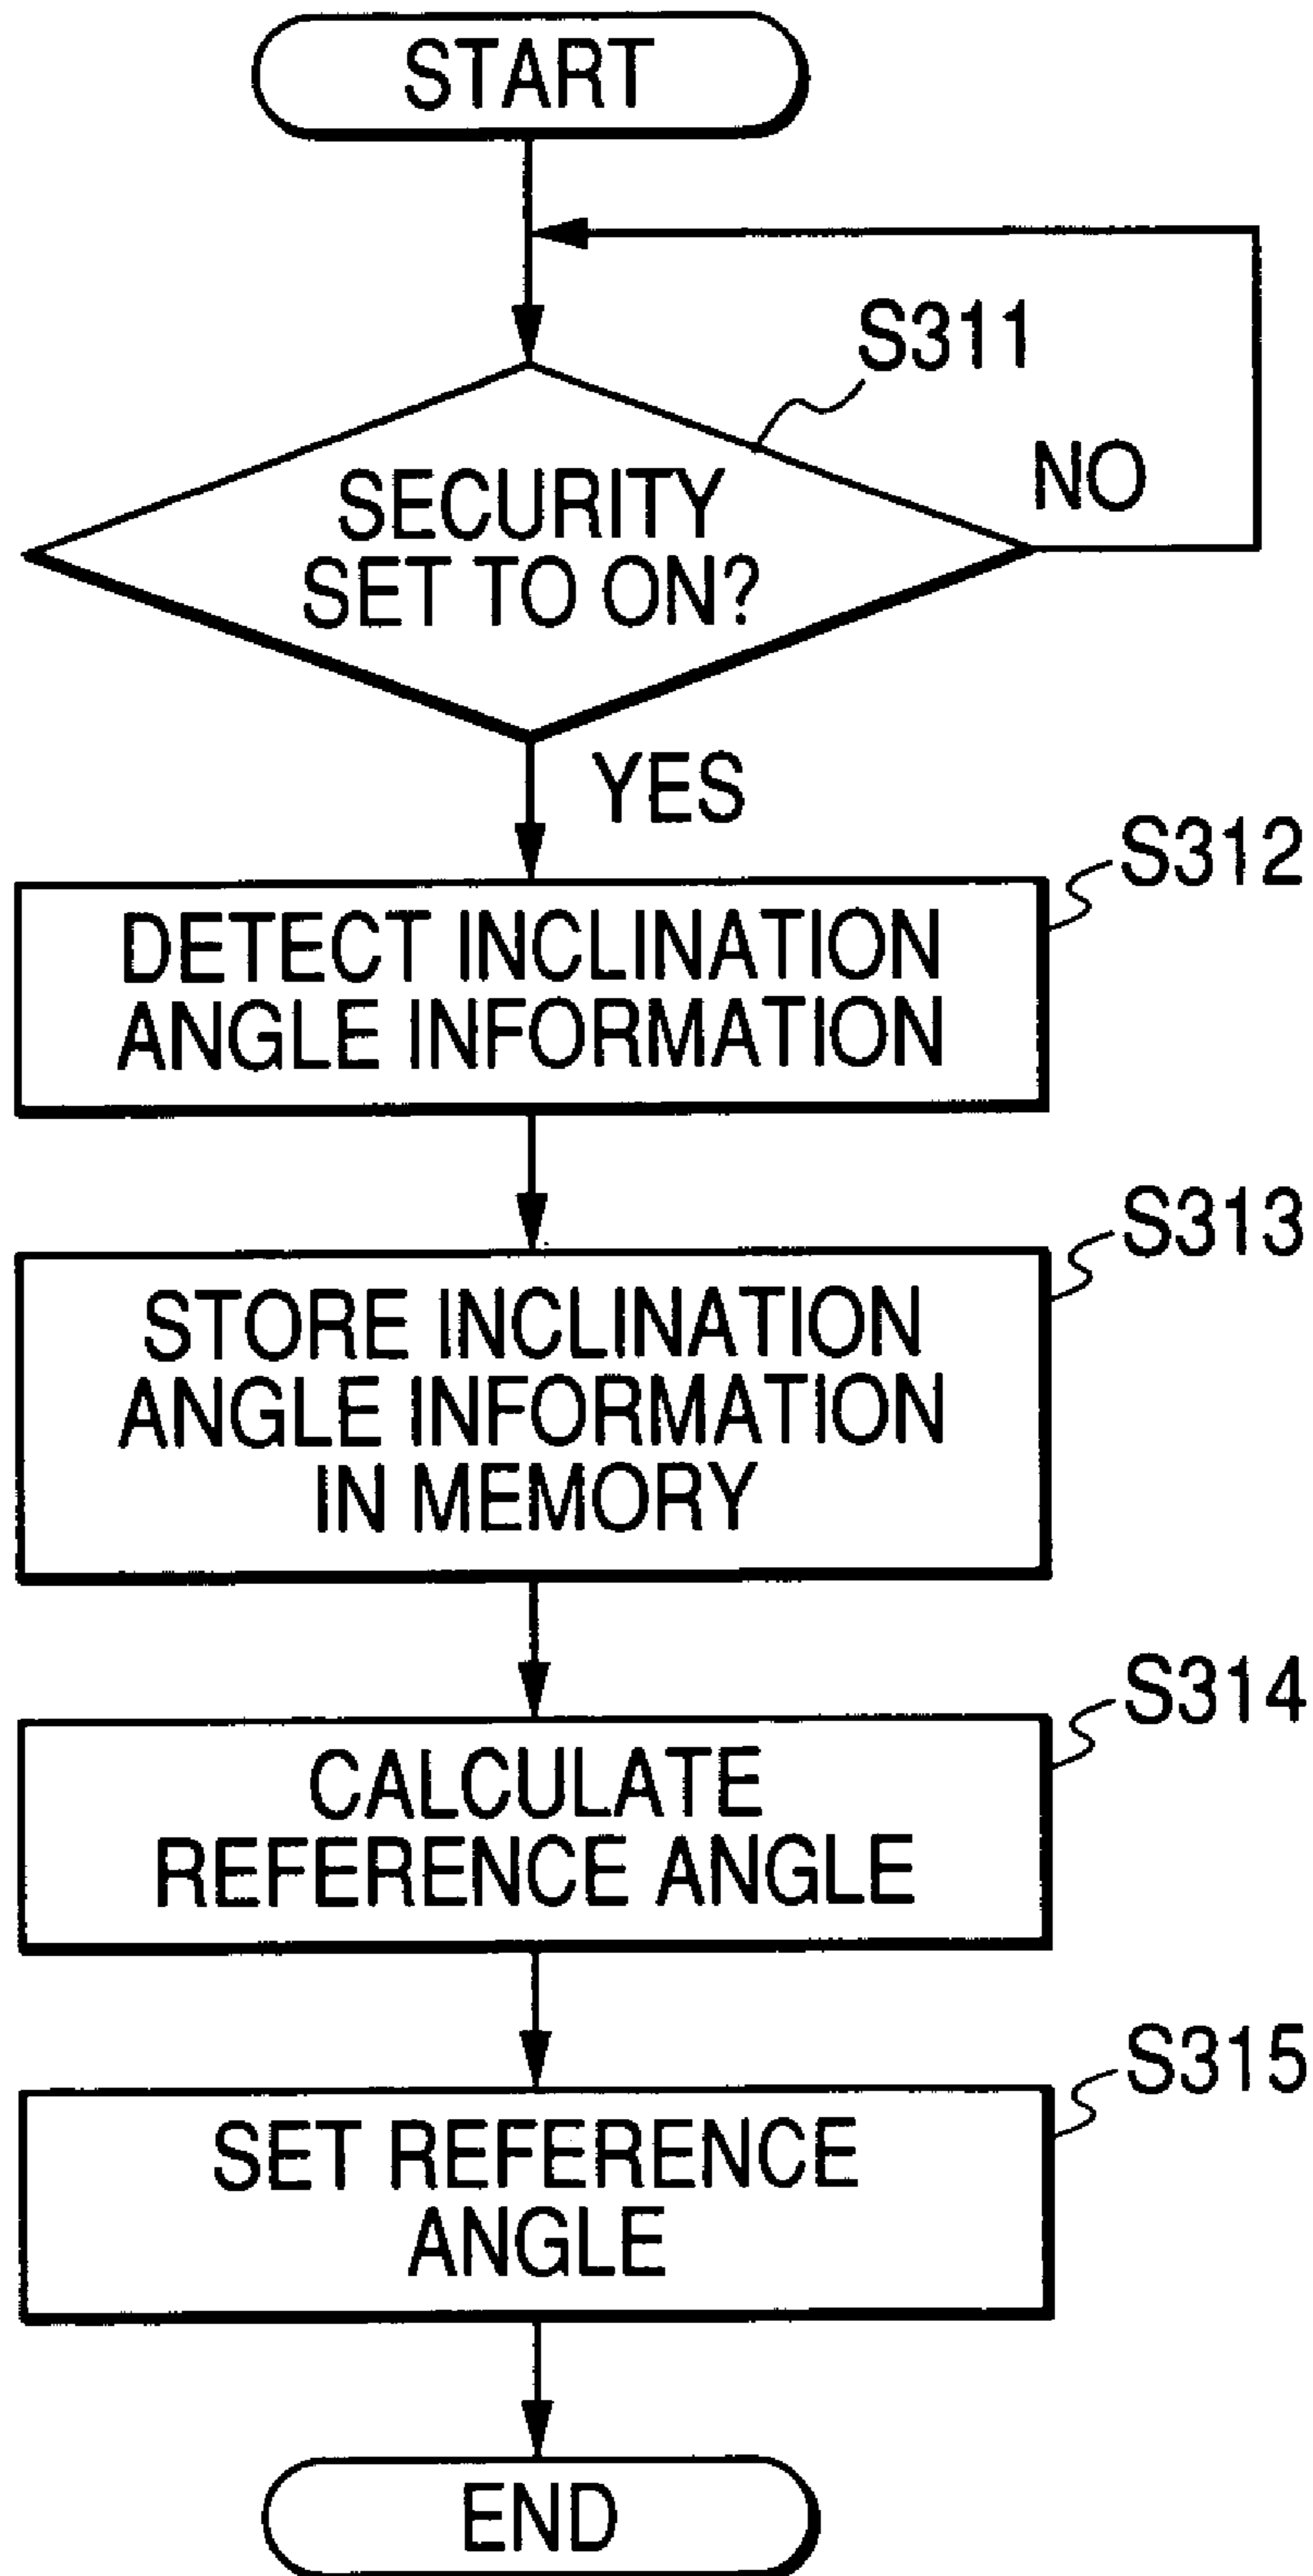 START
S311
SECURITY
SET TO ON?
NO
YES
S312
DETECT INCLINATION
ANGLE INFORMATION
S313
STORE INCLINATION
ANGLE INFORMATION
IN MEMORY
S314
CALCULATE
REFERENCE ANGLE
S315
SET REFERENCE
ANGLE
END